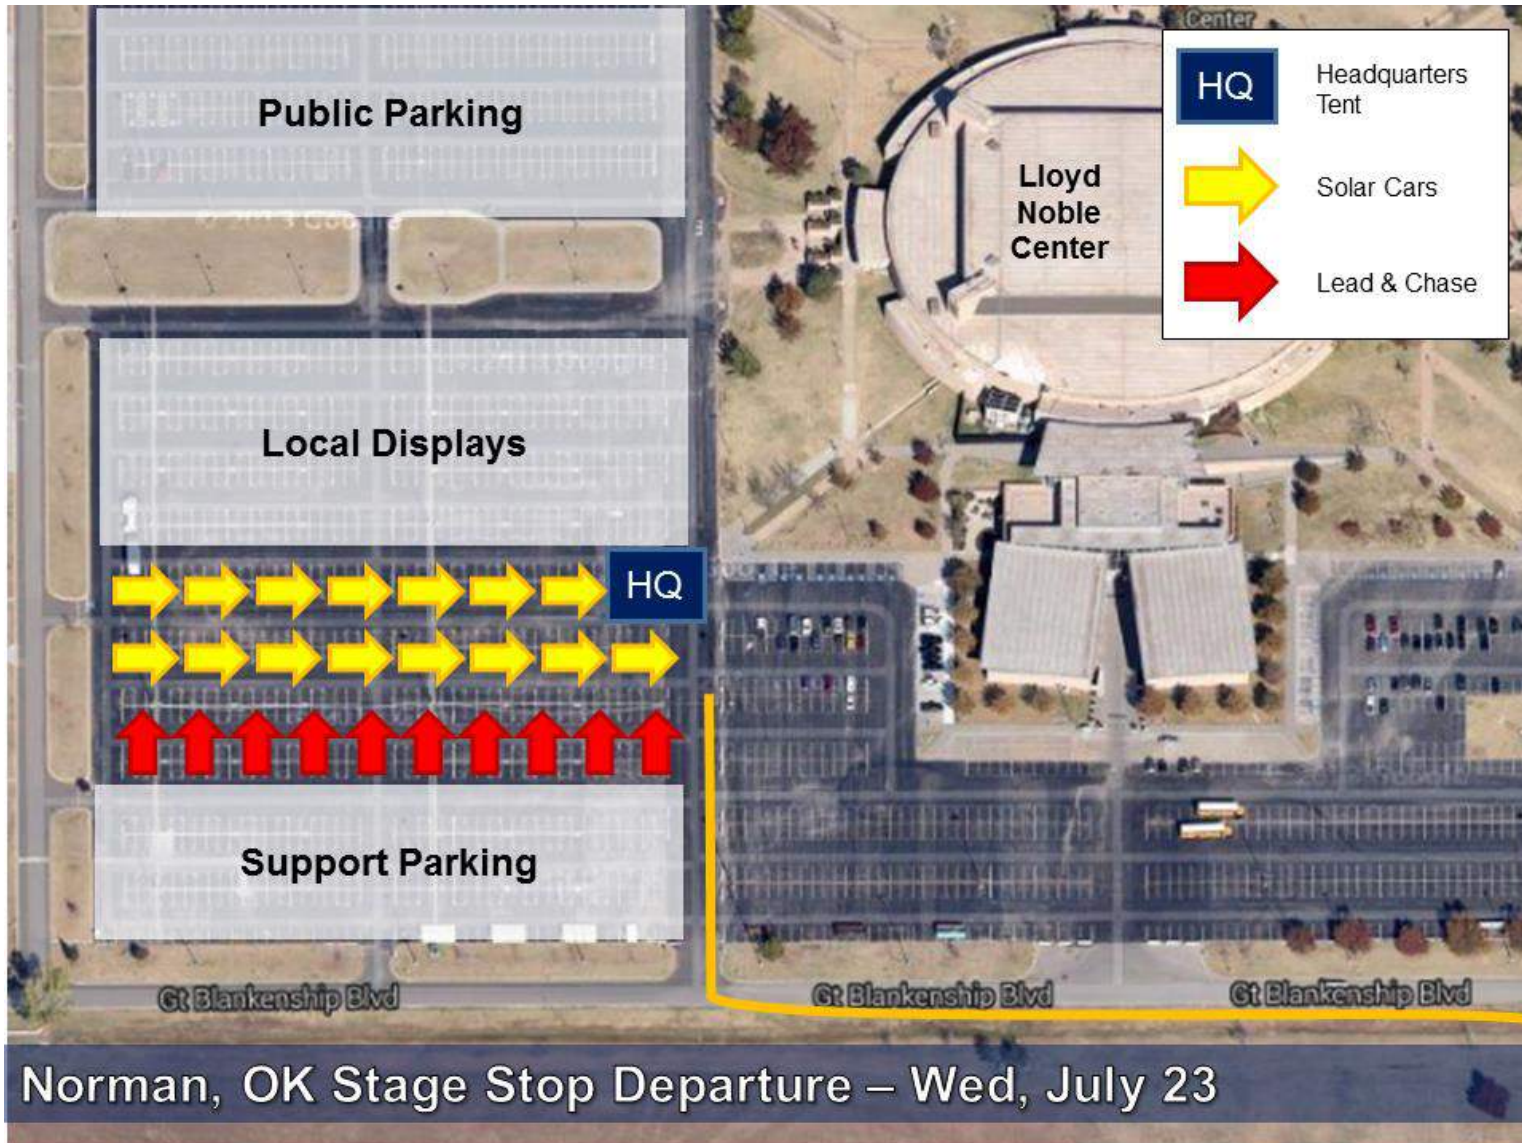 Center
HQ
Headquarters
Tent
Solar Cars
Lead & Chase
Public Parking
Lloyd
Noble
Center
Local Displays
HQ
Support Parking
Gt Blankenship Blvd
Gt Blankenship Blvd
Gt Blankenship Blvd
Norman, OK Stage Stop Departure – Wed, July 23